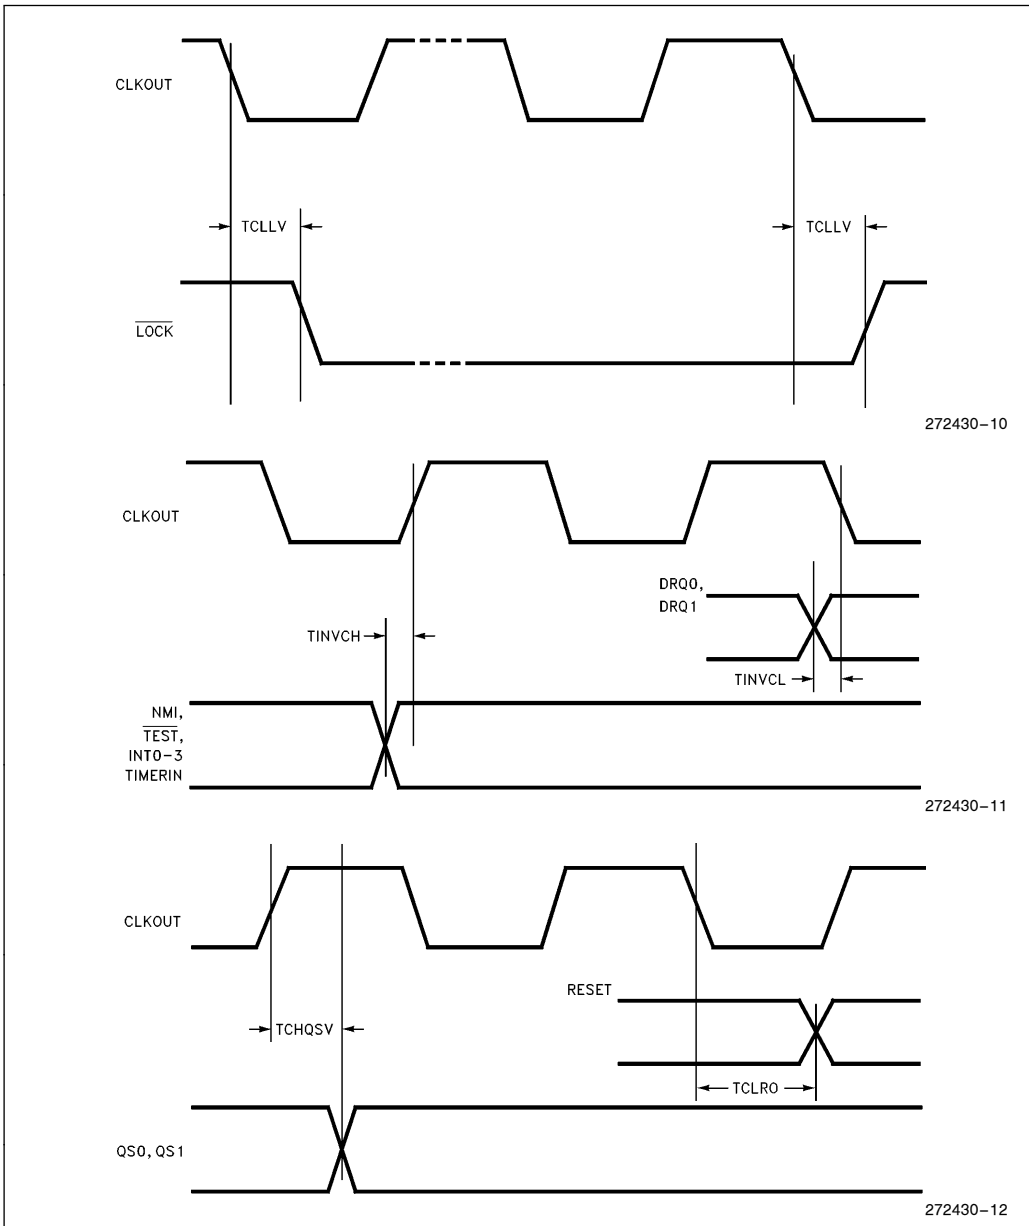 CLKOUT
TCLLV
TCLLV
LOCK
272430-10
CLKOUT
DRQ0,
DRQ1
TINVCH
TINVCL
NMI,
TEST,
INT0-3
TIMERIN
272430-11
CLKOUT
RESET
TCHQSV
TCLRO
QS0, QS1
272430-12